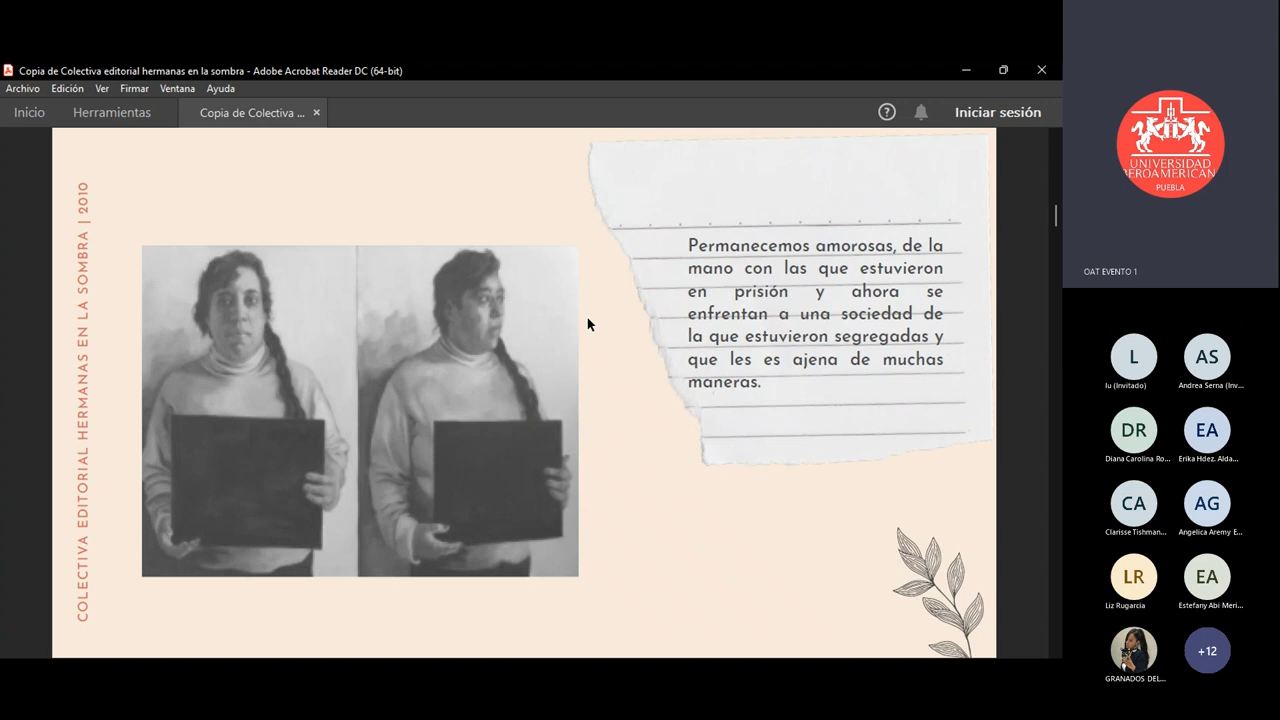 Copia de Colectiva editorial hermanas en la sombra - Adobe Acrobat Reader DC (64-bit)
Archivo Edición Ver Firmar Ventana Ayuda
Inicio Herramientas Copia de Colectiva ... × ? Iniciar sesión
COLECTIVA EDITORIAL HERMANAS EN LA SOMBRA | 2010
Permanecemos amorosas, de la
mano con las que estuvieron
en prisión y ahora se
enfrentan a una sociedad de
la que estuvieron segregadas y
que les es ajena de muchas
maneras.
UNIVERSIDAD
IBEROAMERICAN
PUEBLA
OAT EVENTO 1
L AS
lu (Invitado) Andrea Serna (Inv...
DR EA
Diana Carolina Ro... Erika Hdez. Alda...
CA AG
Clarisse Tishman... Angelica Aremy E...
LR EA
Liz Rugarcia Estefany Abi Meri...
+12
GRANADOS DEL...